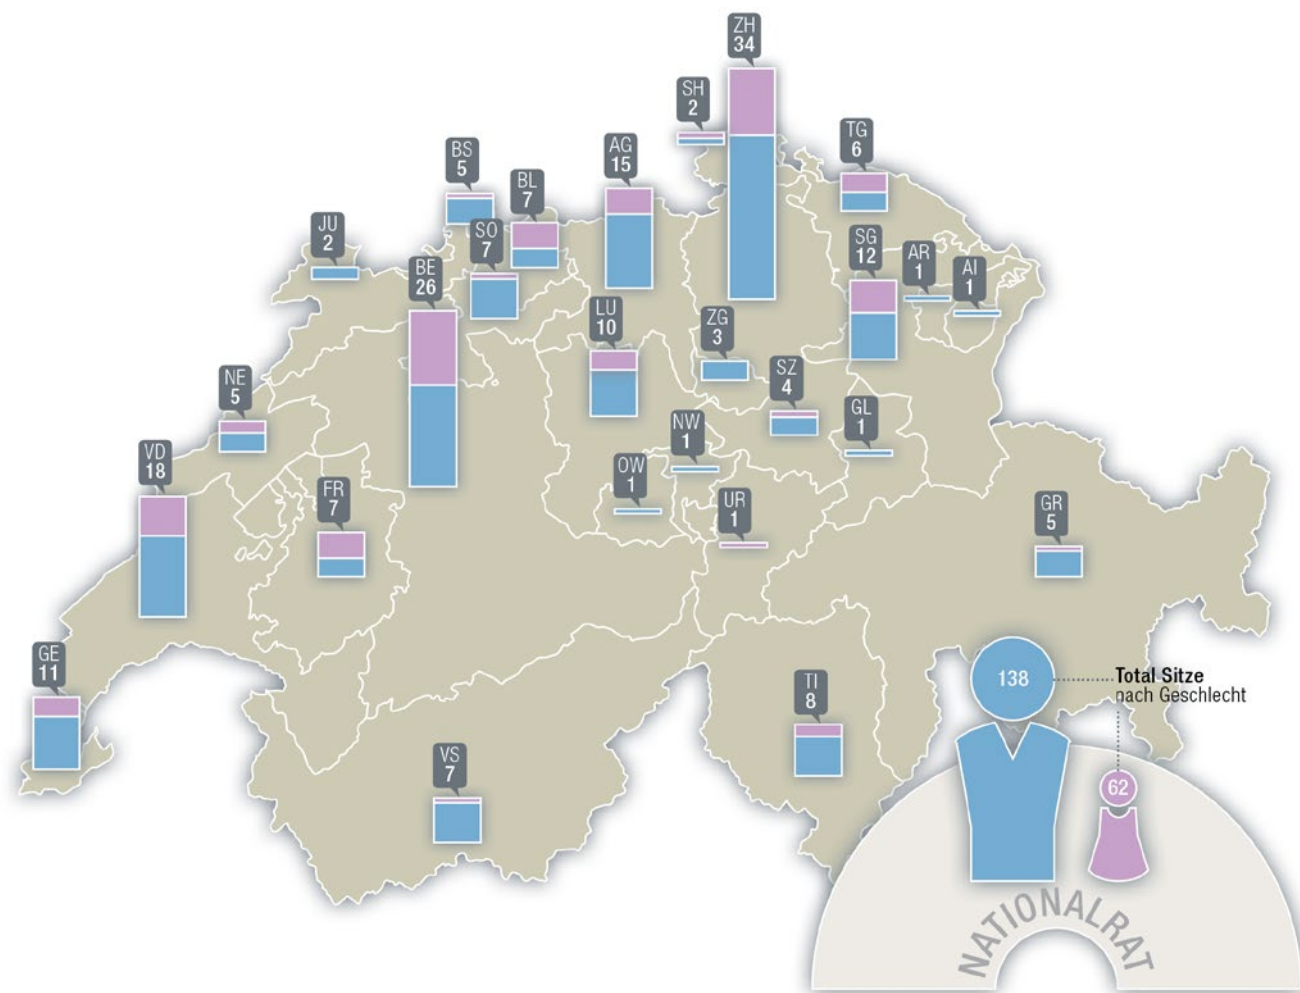 ZH
34
SH
2
TG
6
AG
15
BS
5
BL
7
JU
2
SO
7
BE
26
SG
12
AR
1
AI
1
LU
10
ZG
3
SZ
4
NE
5
GL
1
NW
1
VD
18
OW
1
FR
7
UR
1
GR
5
GE
11
TI
8
VS
7
138
Total Sitze
nach Geschlecht
62
NATIONALRAT